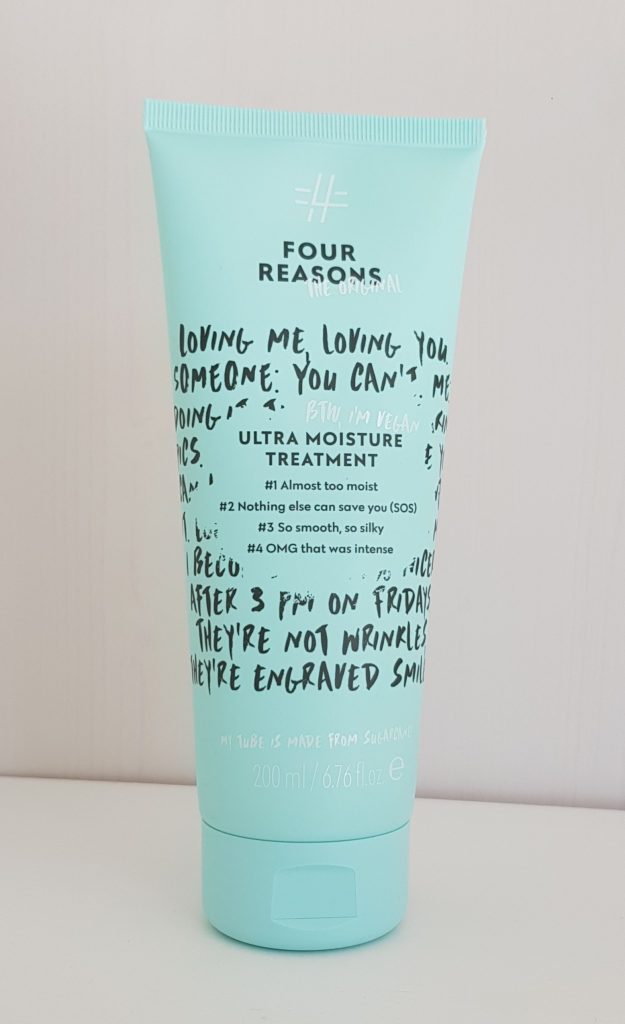 #4
FOUR
REASONS
THE ORIGINAL
LOVING ME, LOVING YOU.
SOMEONE: YOU CAN'T ME
DOING
BTW, I'M VEGAN
ULTRA MOISTURE
TREATMENT
#1 Almost too moist
#2 Nothing else can save you (SOS)
#3 So smooth, so silky
#4 OMG that was intense
AFTER 3 PM ON FRIDAYS
THEY'RE NOT WRINKLES
THEY'RE ENGRAVED
MY TUBE IS MADE FROM SUGARCANE
200 ml / 6.76 fl.oz. e